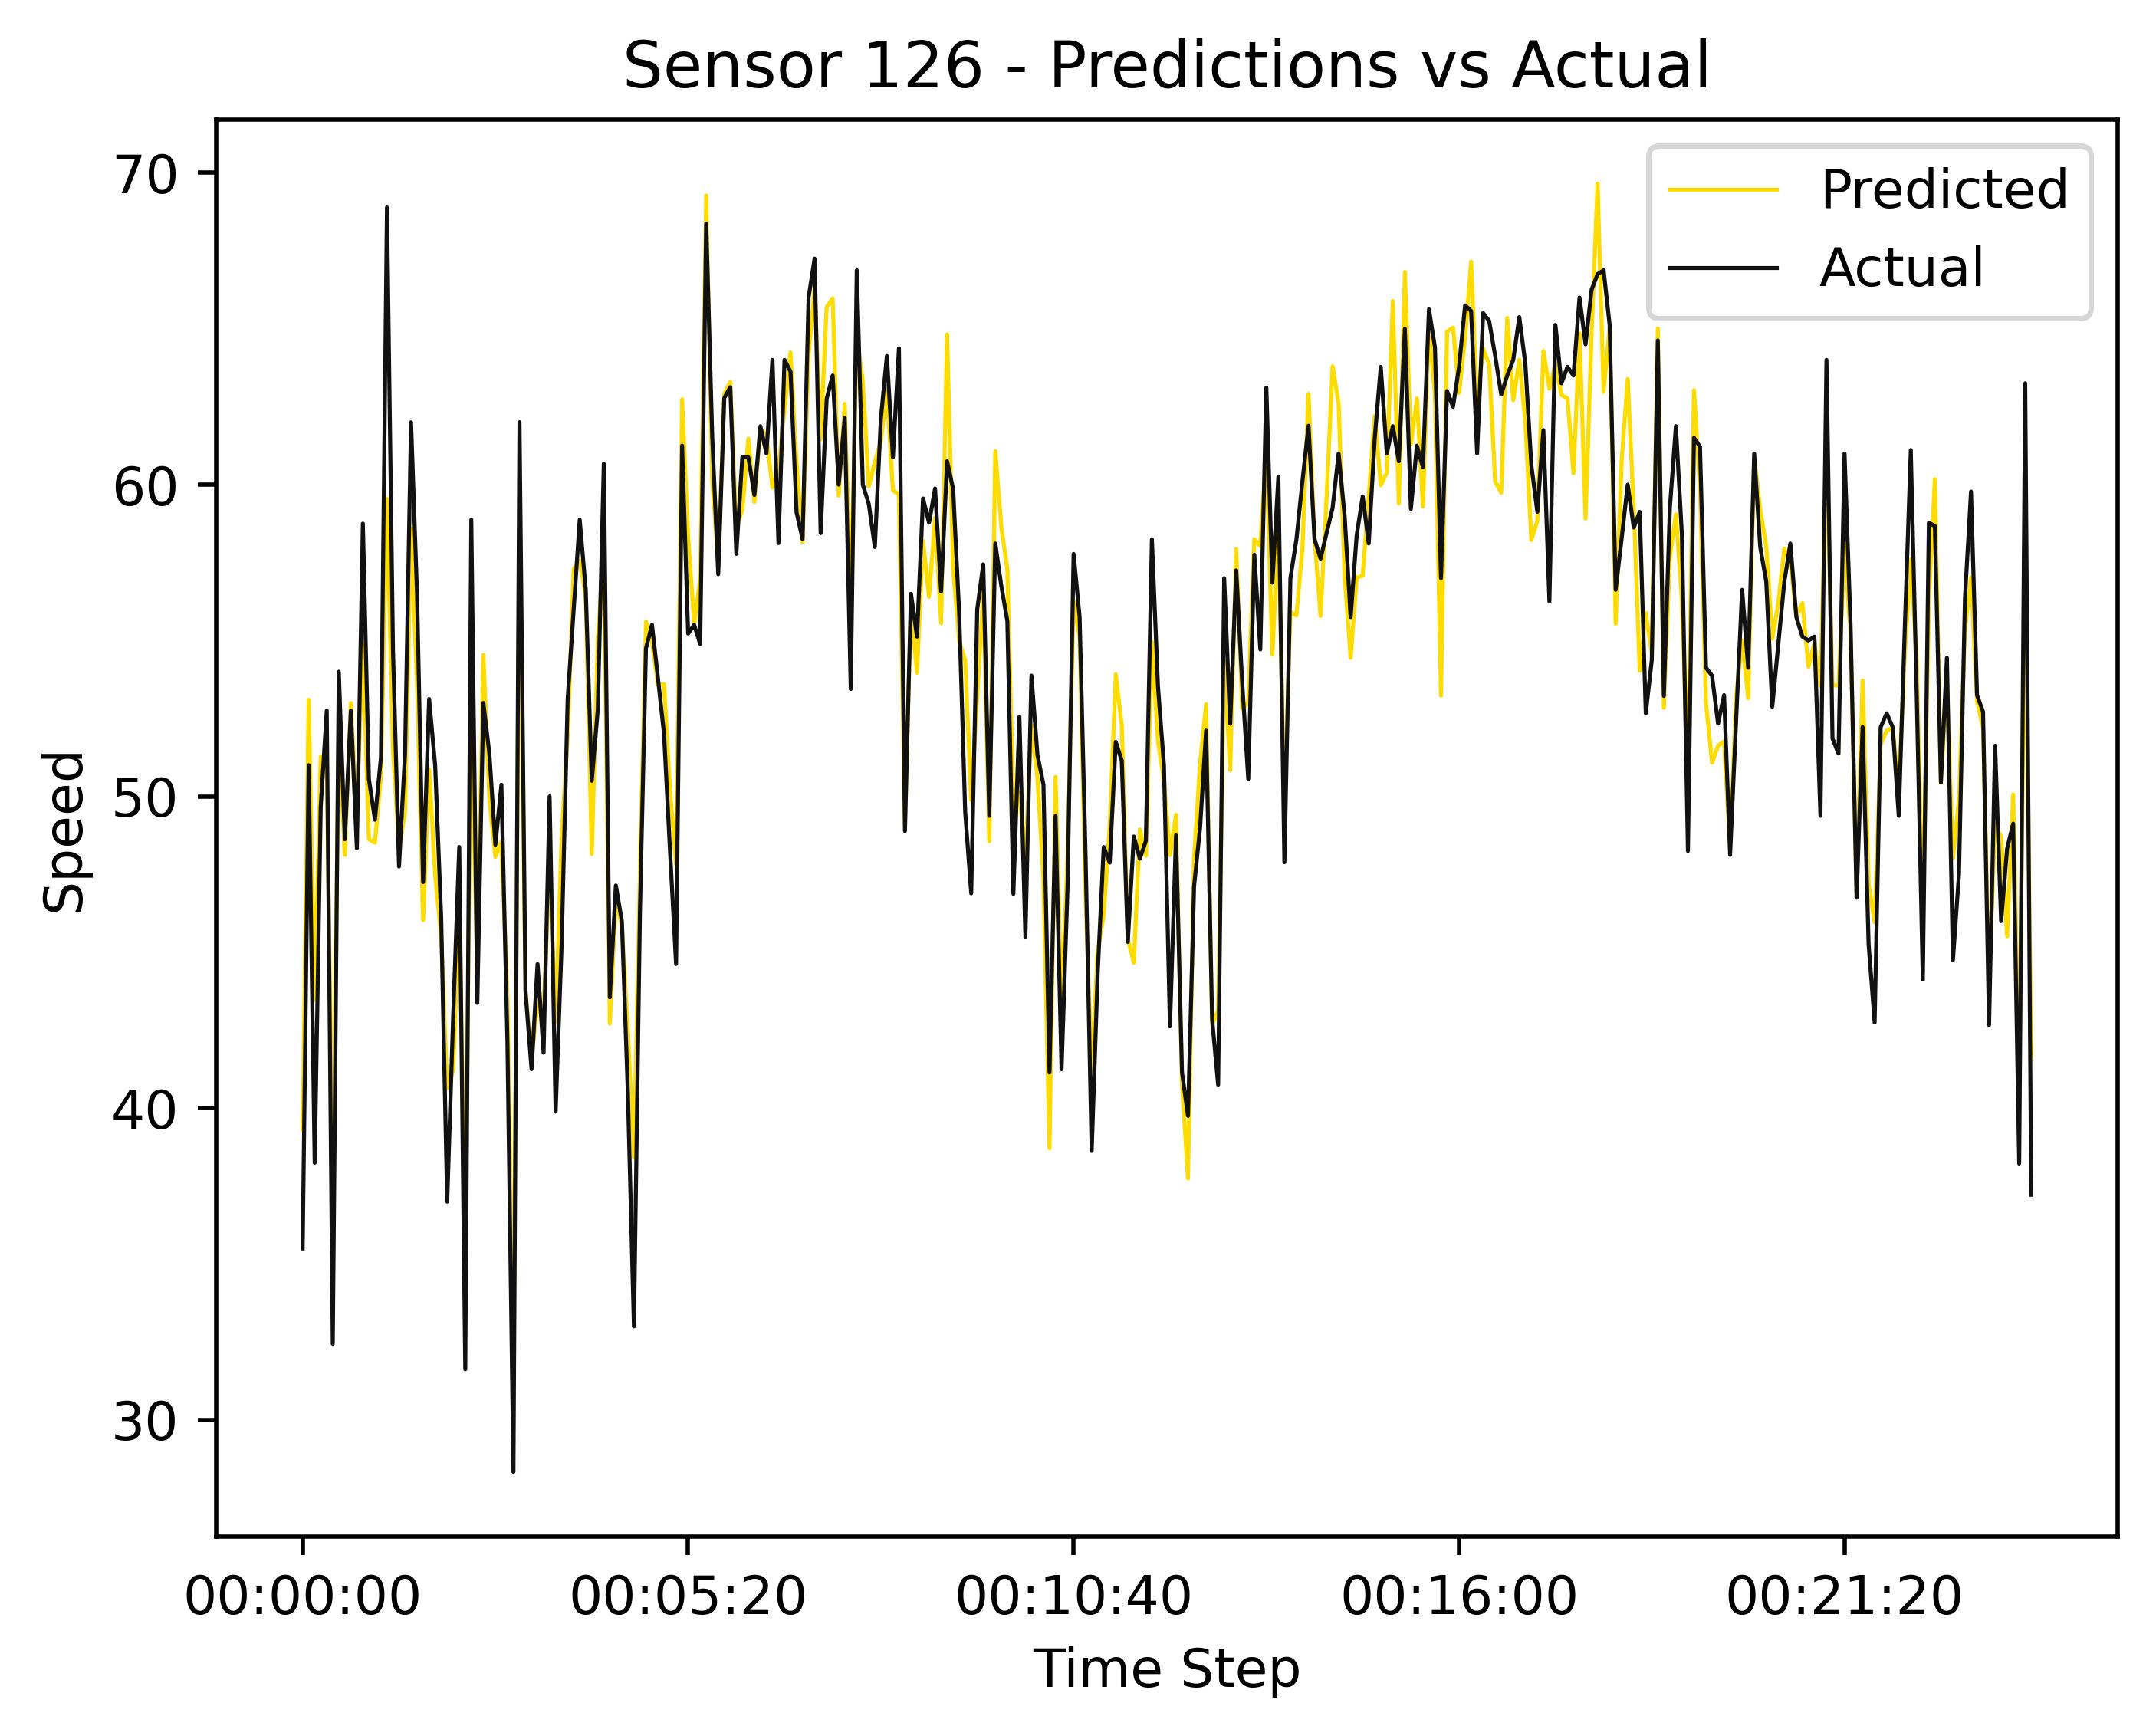 Sensor 126 - Predictions vs Actual
Predicted
Actual
70
60
50
40
30
Speed
00:00:00
00:05:20
00:10:40
00:16:00
00:21:20
Time Step